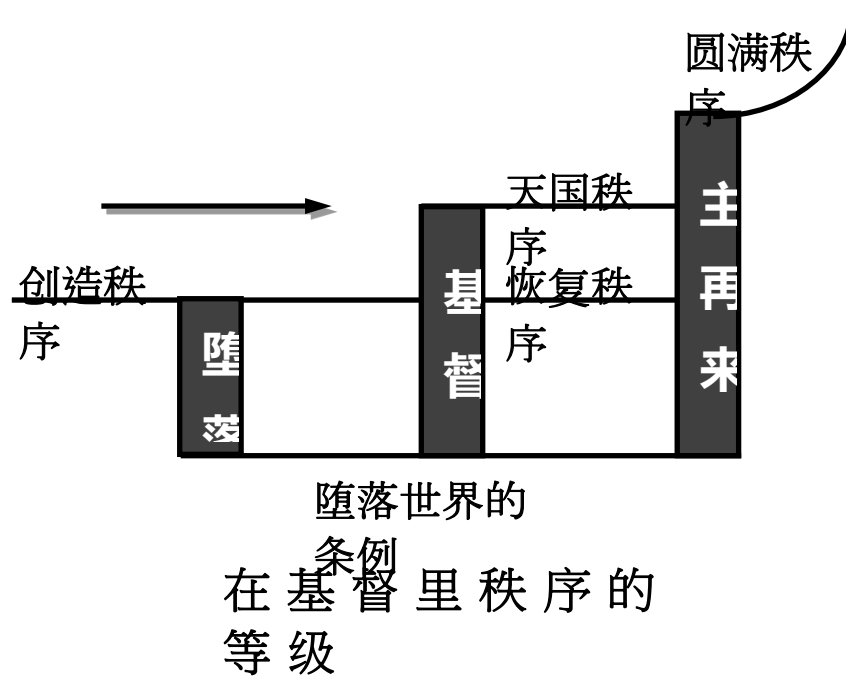 圆满秩
序
天国秩
序
创造秩
序
恢复秩
序
堕
落
基
督
主
再
来
堕落世界的
条例
在基督里秩序的
等级